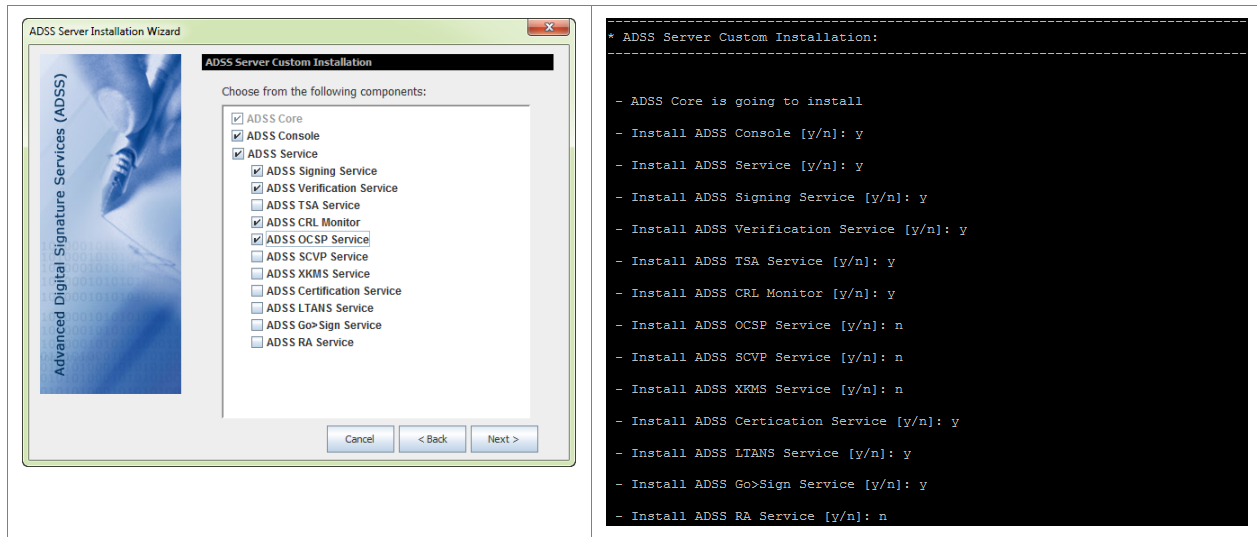 ADSS Server Installation Wizard
Advanced Digital Signature Services (ADSS)
ADSS Server Custom Installation
Choose from the following components:
ADSS Core
ADSS Console
ADSS Service
ADSS Signing Service
ADSS Verification Service
ADSS TSA Service
ADSS CRL Monitor
ADSS OCSP Service
ADSS SCVP Service
ADSS XKMS Service
ADSS Certification Service
ADSS LTANS Service
ADSS Go>Sign Service
ADSS RA Service
Cancel
< Back
Next >
* ADSS Server Custom Installation:
- ADSS Core is going to install
- Install ADSS Console [y/n]: y
- Install ADSS Service [y/n]: y
- Install ADSS Signing Service [y/n]: y
- Install ADSS Verification Service [y/n]: y
- Install ADSS TSA Service [y/n]: y
- Install ADSS CRL Monitor [y/n]: y
- Install ADSS OCSP Service [y/n]: n
- Install ADSS SCVP Service [y/n]: n
- Install ADSS XKMS Service [y/n]: n
- Install ADSS Certication Service [y/n]: y
- Install ADSS LTANS Service [y/n]: y
- Install ADSS Go>Sign Service [y/n]: y
- Install ADSS RA Service [y/n]: n